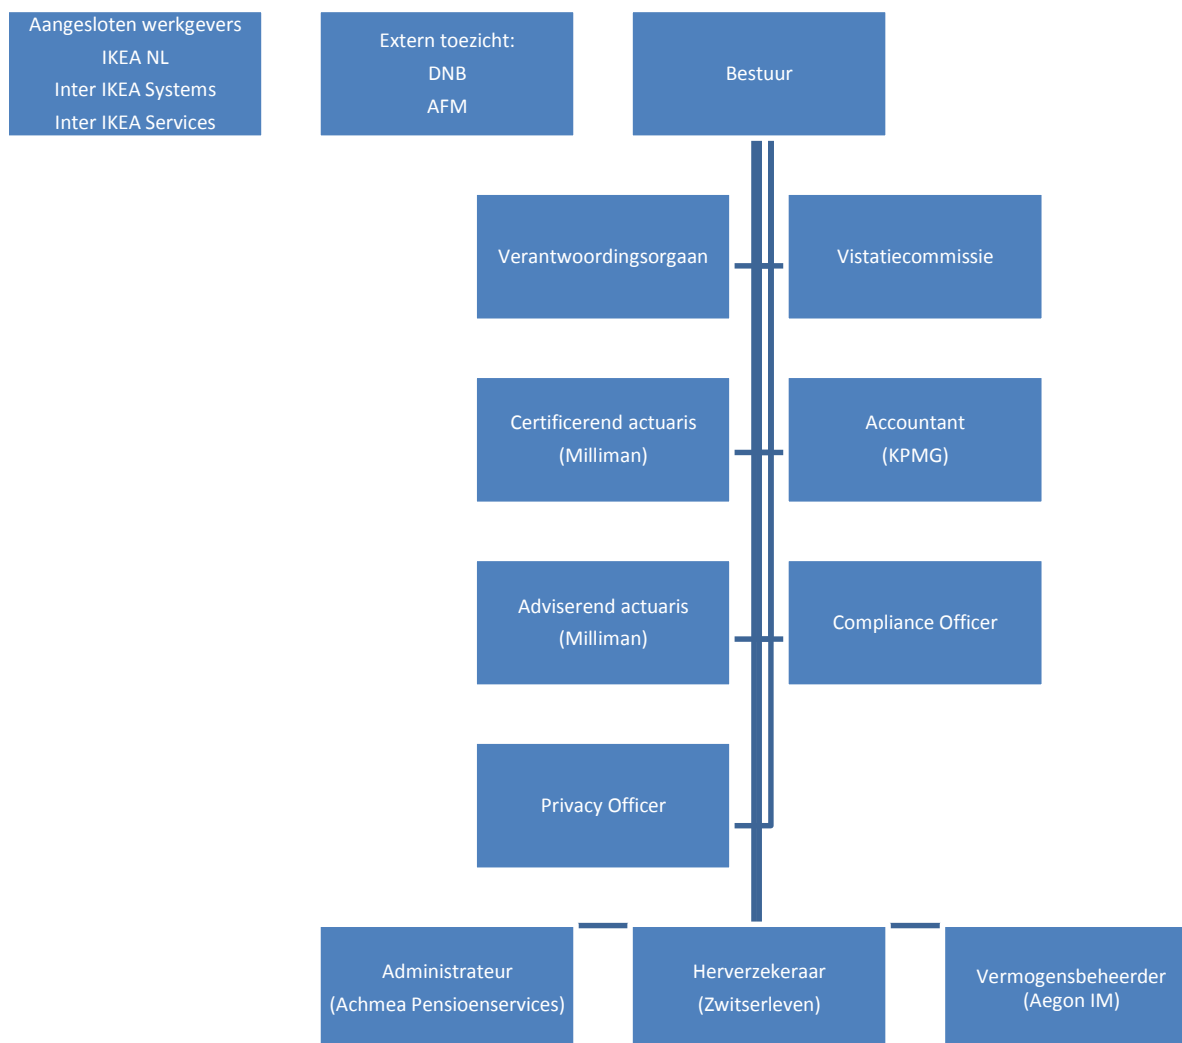 Aangesloten werkgevers
IKEA NL
Inter IKEA Systems
Inter IKEA Services
Extern toezicht:
DNB
AFM
Bestuur
Verantwoordingsorgaan
Vistatiecommissie
Certificerend actuaris
(Milliman)
Accountant
(KPMG)
Adviserend actuaris
(Milliman)
Compliance Officer
Privacy Officer
Administrateur
(Achmea Pensioenservices)
Herverzekeraar
(Zwitserleven)
Vermogensbeheerder
(Aegon IM)